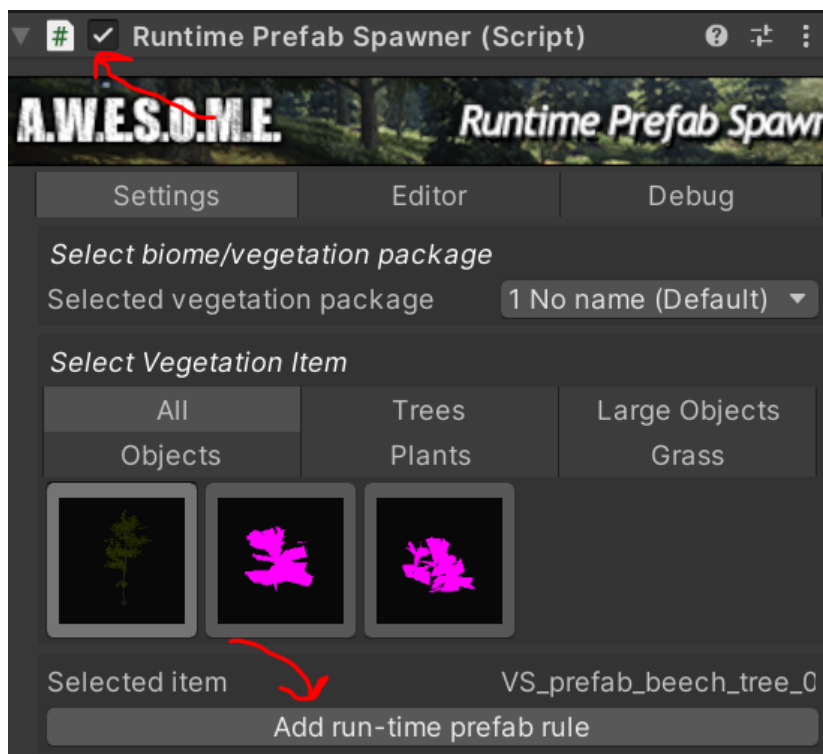 # Runtime Prefab Spawner (Script)
A.W.E.S.O.M.E. Runtime Prefab Spawn
Settings Editor Debug
Select biome/vegetation package
Selected vegetation package 1 No name (Default)
Select Vegetation Item
All Trees Large Objects
Objects Plants Grass
Selected item VS_prefab_beech_tree_0
Add run-time prefab rule